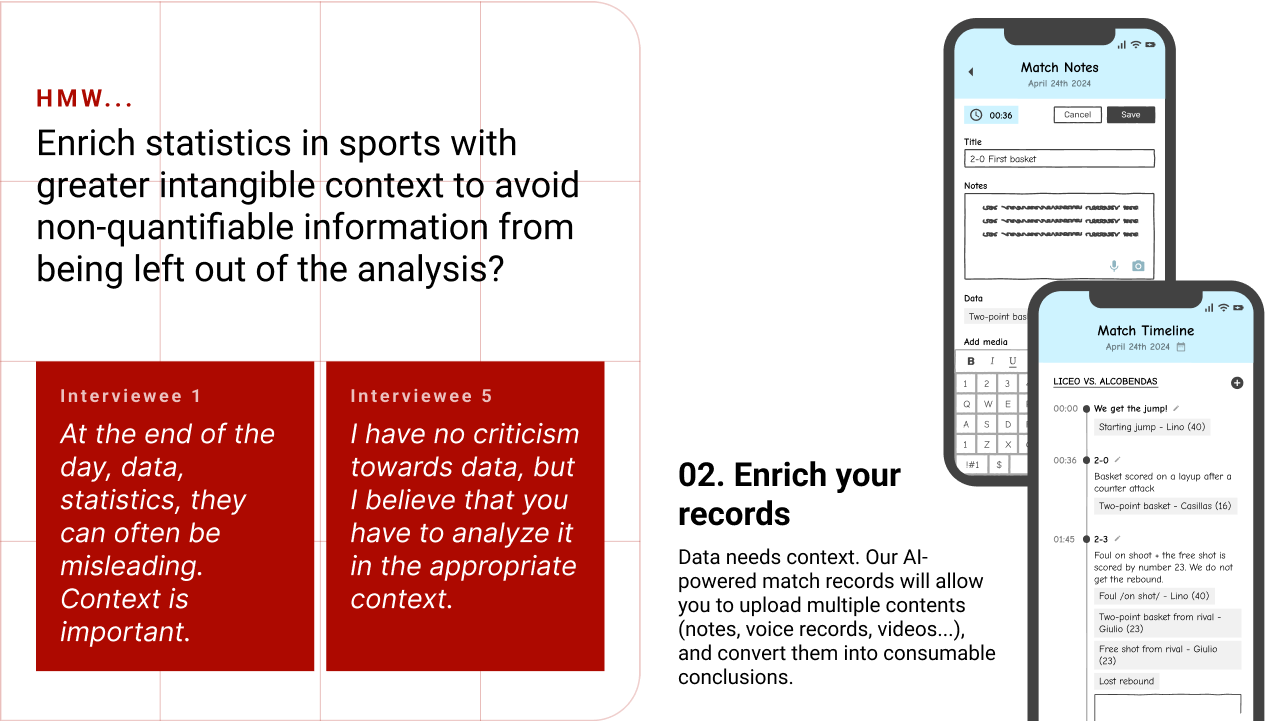 HMW...
Enrich statistics in sports with
greater intangible context to avoid
non-quantifiable information from
being left out of the analysis?
Interviewee 1
At the end of the
day, data,
statistics, they
can often be
misleading.
Context is
important.
Interviewee 5
I have no criticism
towards data, but
I believe that you
have to analyze it
in the appropriate
context.
02. Enrich your
records
Data needs context. Our AI-
powered match records will allow
you to upload multiple contents
(notes, voice records, videos...),
and convert them into consumable
conclusions.
Match Notes
April 24th 2024
00:36
Cancel
Save
Title
2-0 First basket
Notes
Data
Two-point bas
Add media
B I U
1 2 3
Q W E
A S D
1 Z X
!#1 $
Match Timeline
April 24th 2024
LICEO VS. ALCOBENDAS
00:00 We get the jump!
Starting jump - Lino (40)
00:36 2-0
Basket scored on a layup after a
counter attack
Two-point basket - Casillas (16)
01:45 2-3
Foul on shoot + the free shot is
scored by number 23. We do not
get the rebound.
Foul /on shot/ - Lino (40)
Two-point basket from rival -
Giulio (23)
Free shot from rival - Giulio
(23)
Lost rebound